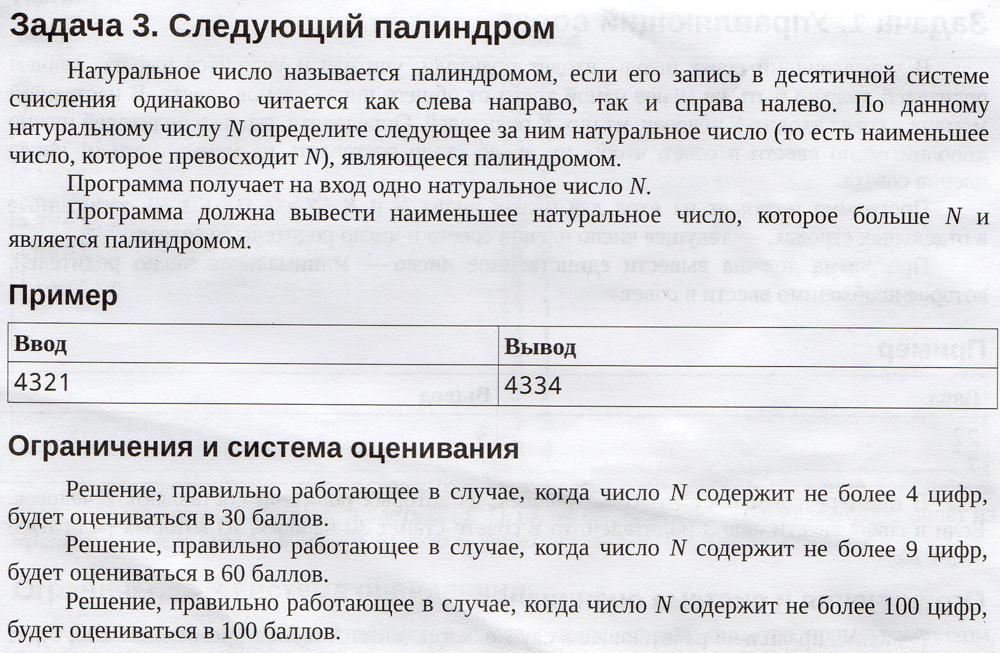 Задача 3. Следующий палиндром
Натуральное число называется палиндромом, если его запись в десятичной системе
счисления одинаково читается как слева направо, так и справа налево. По данному
натуральному числу N определите следующее за ним натуральное число (то есть наименьшее
число, которое превосходит N), являющееся палиндромом.
Программа получает на вход одно натуральное число N.
Программа должна вывести наименьшее натуральное число, которое больше N и
является палиндромом.
Пример
Ввод Вывод
4321 4334
Ограничения и система оценивания
Решение, правильно работающее в случае, когда число N содержит не более 4 цифр,
будет оцениваться в 30 баллов.
Решение, правильно работающее в случае, когда число N содержит не более 9 цифр,
будет оцениваться в 60 баллов.
Решение, правильно работающее в случае, когда число N содержит не более 100 цифр,
будет оцениваться в 100 баллов.